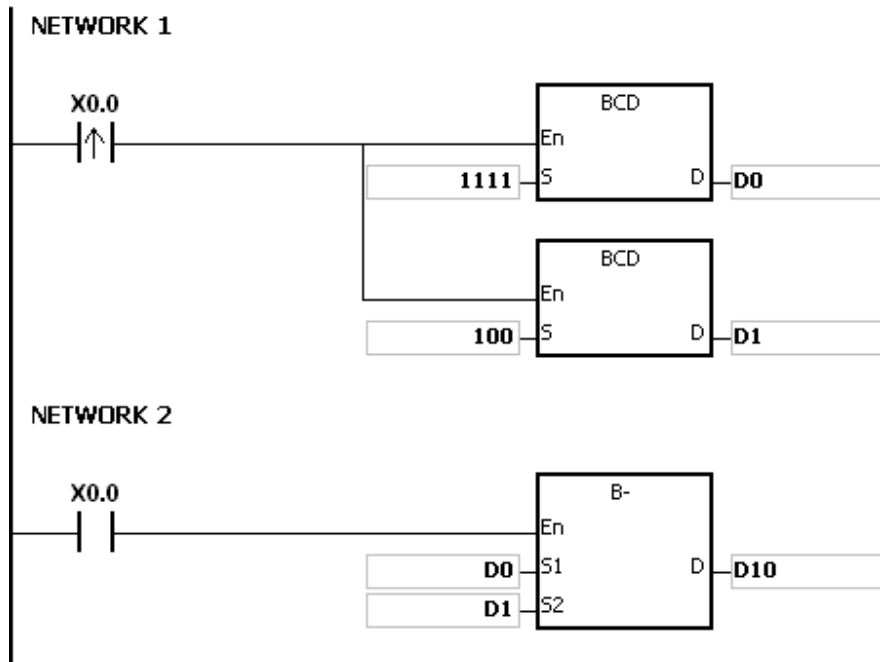 NETWORK 1
X0.0
BCD
En
1111 S D D0
BCD
En
100 S D D1
NETWORK 2
X0.0
B-
En
D0 S1 D D10
D1 S2